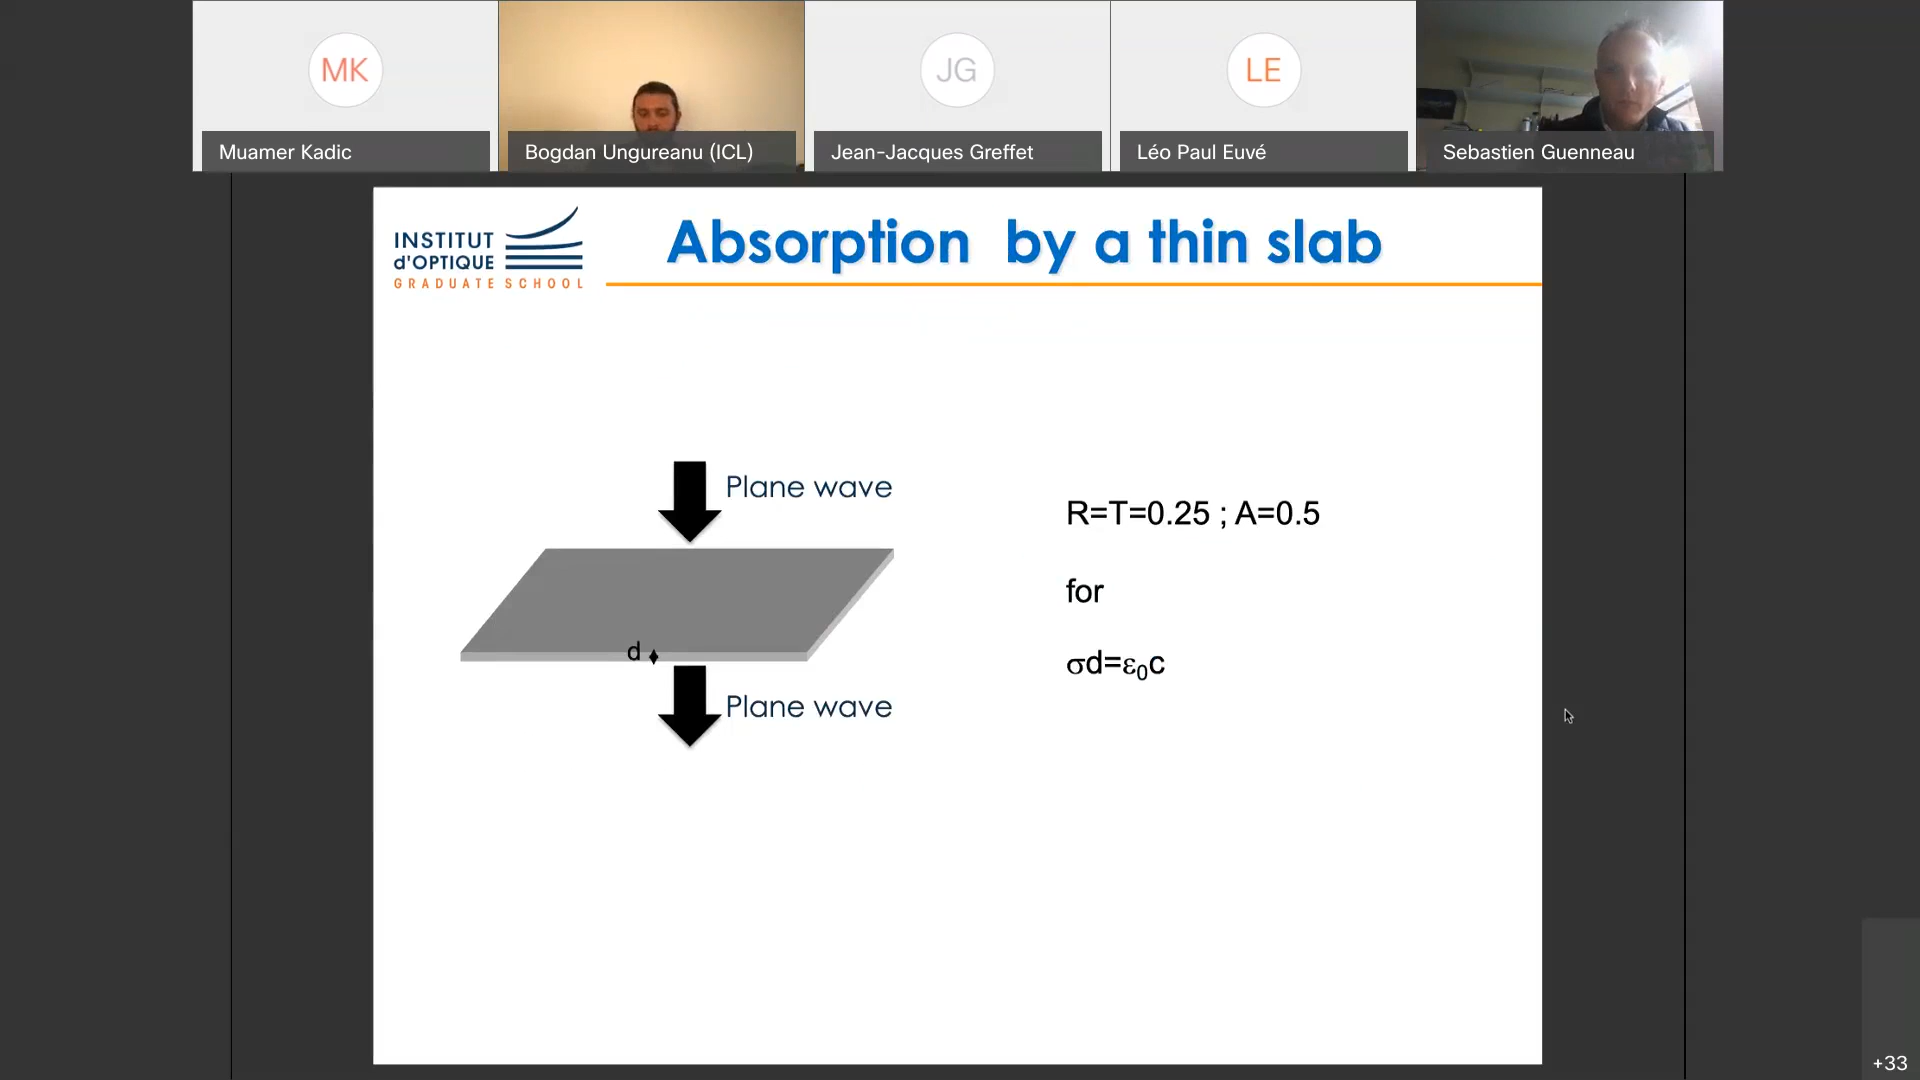 MK
JG
LE
Muamer Kadic
Bogdan Ungureanu (ICL)
Jean-Jacques Greffet
Léo Paul Euvé
Sebastien Guenneau
INSTITUT
d'OPTIQUE
GRADUATE SCHOOL
Absorption by a thin slab
Plane wave
R=T=0.25 ; A=0.5
for
d
σd=ε₀c
Plane wave
+33